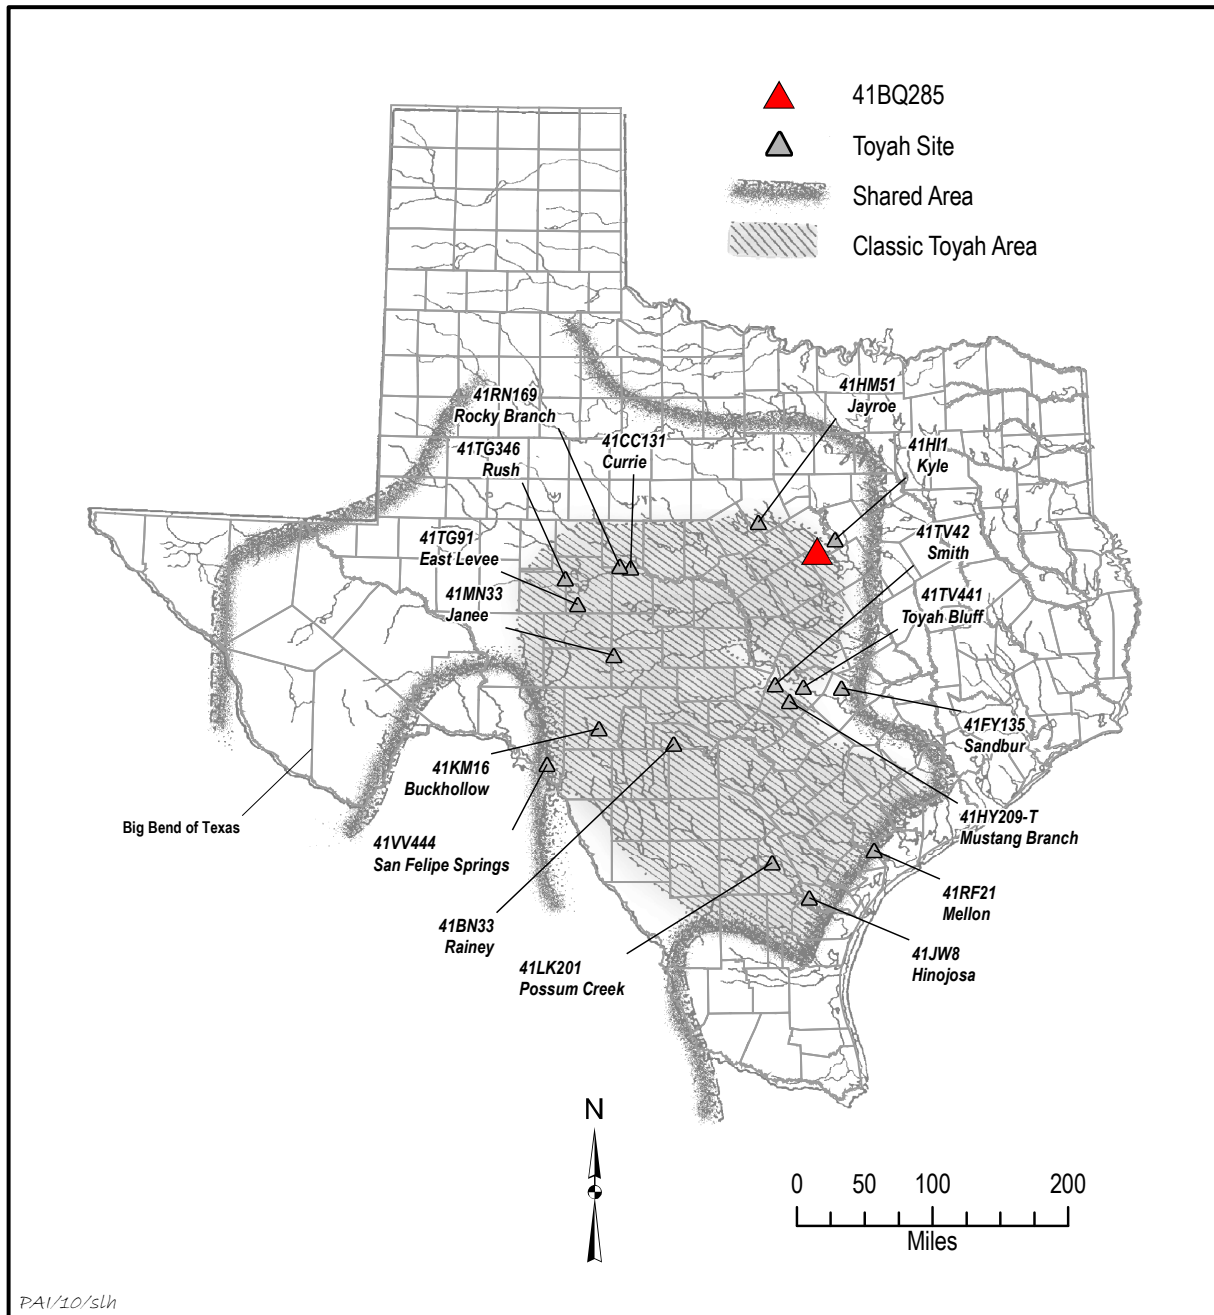 41BQ285
Toyah Site
Shared Area
Classic Toyah Area
41HM51
Jayroe
41RN169
Rocky Branch
41CC131
Currie
41HI1
Kyle
41TG346
Rush
41TG91
East Levee
41TV42
Smith
41MN33
Janee
41TV441
Toyah Bluff
41FY135
Sandbur
41KM16
Buckhollow
Big Bend of Texas
41VV444
San Felipe Springs
41HY209-T
Mustang Branch
41RF21
Mellon
41BN33
Rainey
41JW8
Hinojosa
41LK201
Possum Creek
N
0 50 100 200
Miles
PAI/10/slh